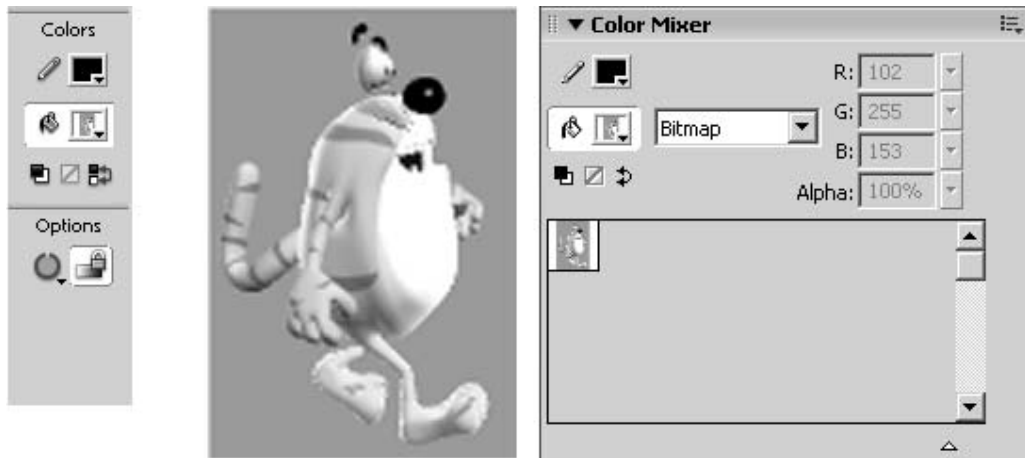 Colors
Options
Color Mixer
R: 102
G: 255
Bitmap
B: 153
Alpha: 100%